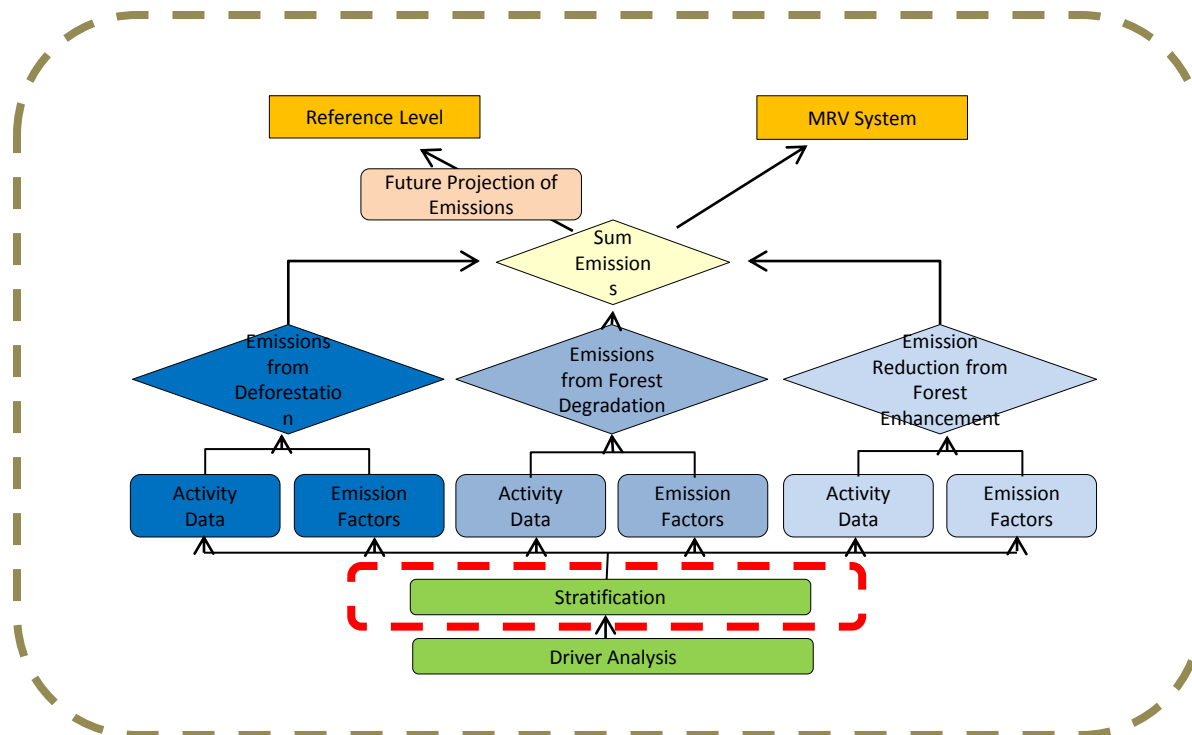 Reference Level
MRV System
Future Projection of
Emissions
Sum
Emission
s
Emissions
from
Deforestatio
n
Emissions
from Forest
Degradation
Emission
Reduction from
Forest
Enhancement
Activity
Data
Emission
Factors
Activity
Data
Emission
Factors
Activity
Data
Emission
Factors
Stratification
Driver Analysis